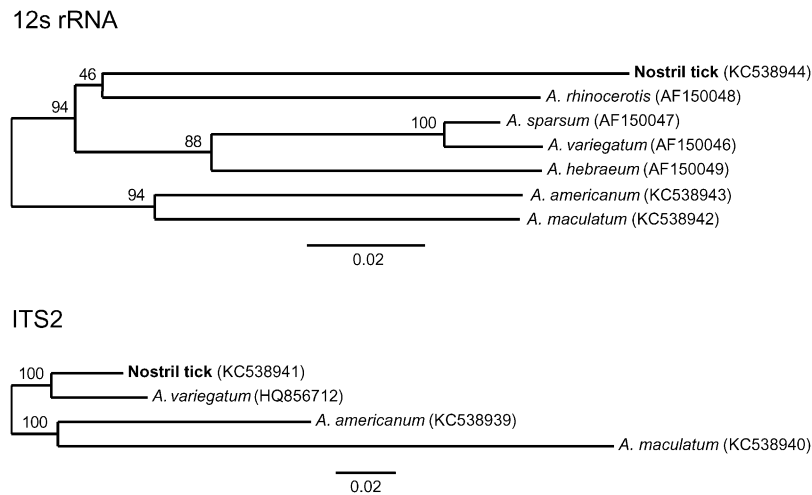 12s rRNA
46
Nostril tick (KC538944)
A. rhinocerotis (AF150048)
94
100
A. sparsum (AF150047)
88
A. variegatum (AF150046)
A. hebraeum (AF150049)
94
A. americanum (KC538943)
A. maculatum (KC538942)
0.02
ITS2
100
Nostril tick (KC538941)
A. variegatum (HQ856712)
100
A. americanum (KC538939)
A. maculatum (KC538940)
0.02